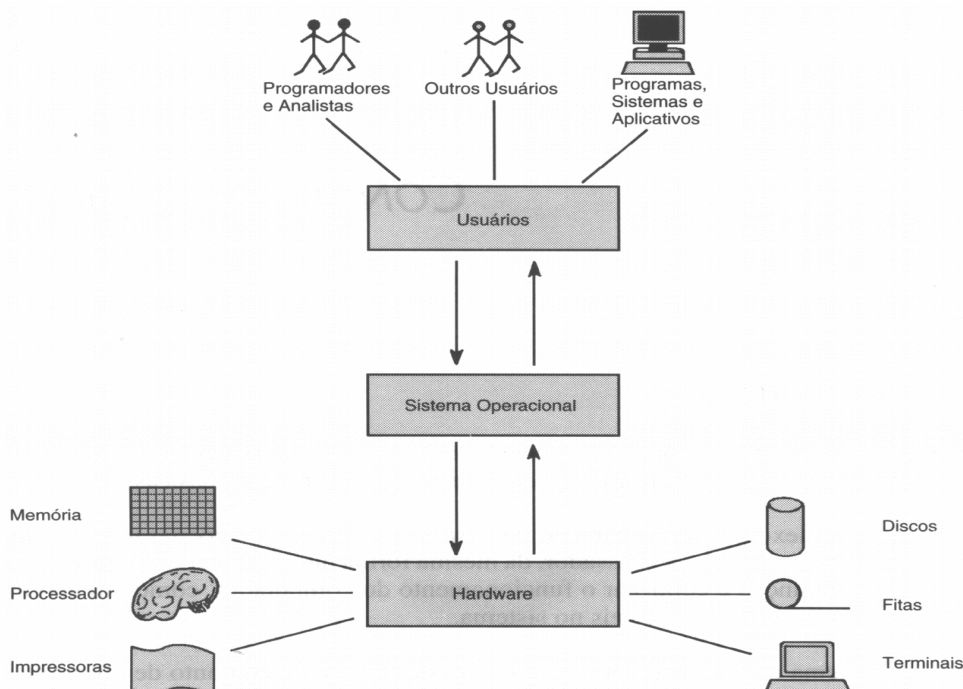 Programadores
e Analistas
Outros Usuários
Programas,
Sistemas e
Aplicativos
Usuários
Sistema Operacional
Memória
Discos
Processador
Hardware
Fitas
Impressoras
Terminais